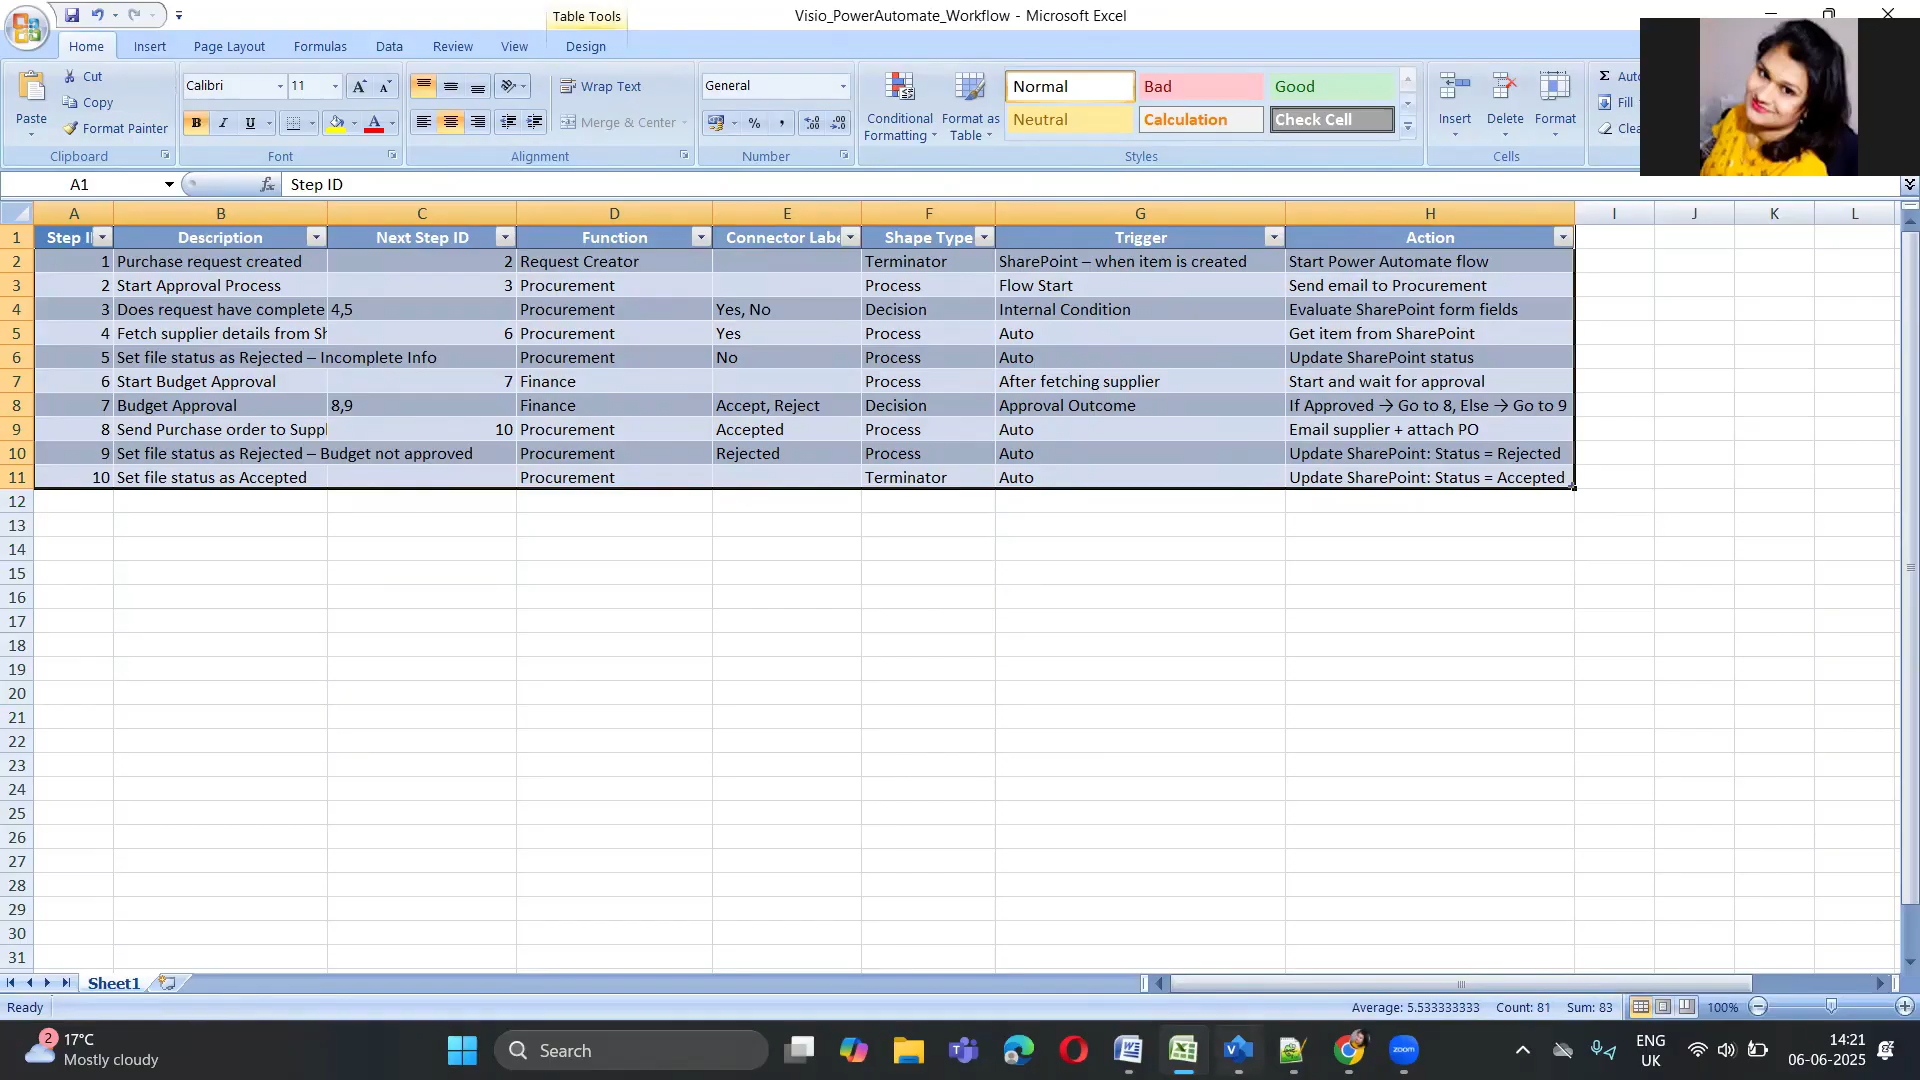 Table Tools
Visio_PowerAutomate_Workflow - Microsoft Excel
Home Insert Page Layout Formulas Data Review View Design
Paste Cut Copy Format Painter Clipboard
Calibri 11 B I U Font
Wrap Text Merge & Center Alignment
General % , Number
Conditional Formatting Format as Table
Normal Bad Good
Neutral Calculation Check Cell
Styles
Insert Delete Format Cells
Σ Auto
Fill
Clea
A1 fx Step ID
A B C D E F G H I J K L
1 Step I Description Next Step ID Function Connector Labe Shape Type Trigger Action
2 1 Purchase request created 2 Request Creator Terminator SharePoint – when item is created Start Power Automate flow
3 2 Start Approval Process 3 Procurement Process Flow Start Send email to Procurement
4 3 Does request have complete 4,5 Procurement Yes, No Decision Internal Condition Evaluate SharePoint form fields
5 4 Fetch supplier details from Sh 6 Procurement Yes Process Auto Get item from SharePoint
6 5 Set file status as Rejected – Incomplete Info Procurement No Process Auto Update SharePoint status
7 6 Start Budget Approval 7 Finance Process After fetching supplier Start and wait for approval
8 7 Budget Approval 8,9 Finance Accept, Reject Decision Approval Outcome If Approved → Go to 8, Else → Go to 9
9 8 Send Purchase order to Suppl 10 Procurement Accepted Process Auto Email supplier + attach PO
10 9 Set file status as Rejected – Budget not approved Procurement Rejected Process Auto Update SharePoint: Status = Rejected
11 10 Set file status as Accepted Procurement Terminator Auto Update SharePoint: Status = Accepted
12
13
14
15
16
17
18
19
20
21
22
23
24
25
26
27
28
29
30
31
Sheet1
Ready Average: 5.533333333 Count: 81 Sum: 83 100%
2 17°C
Mostly cloudy
Search
zoom
ENG
UK
14:21
06-06-2025